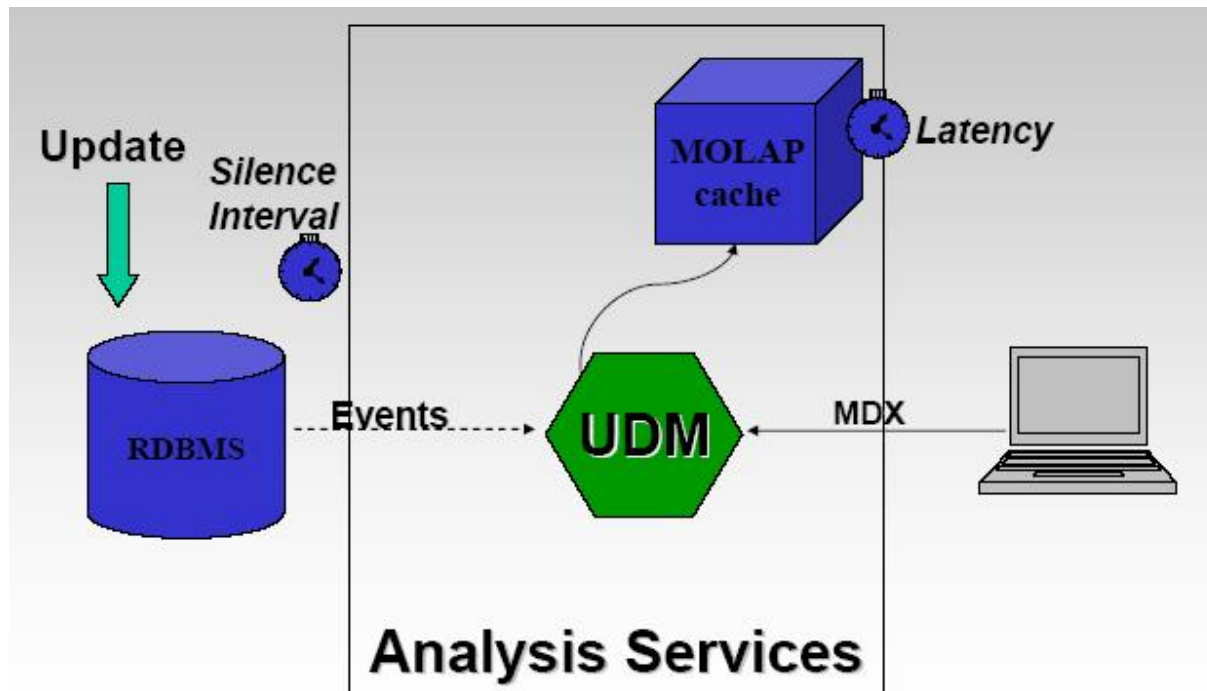 Update
Silence
Interval
MOLAP
cache
Latency
RDBMS
Events
UDM
MDX
Analysis Services